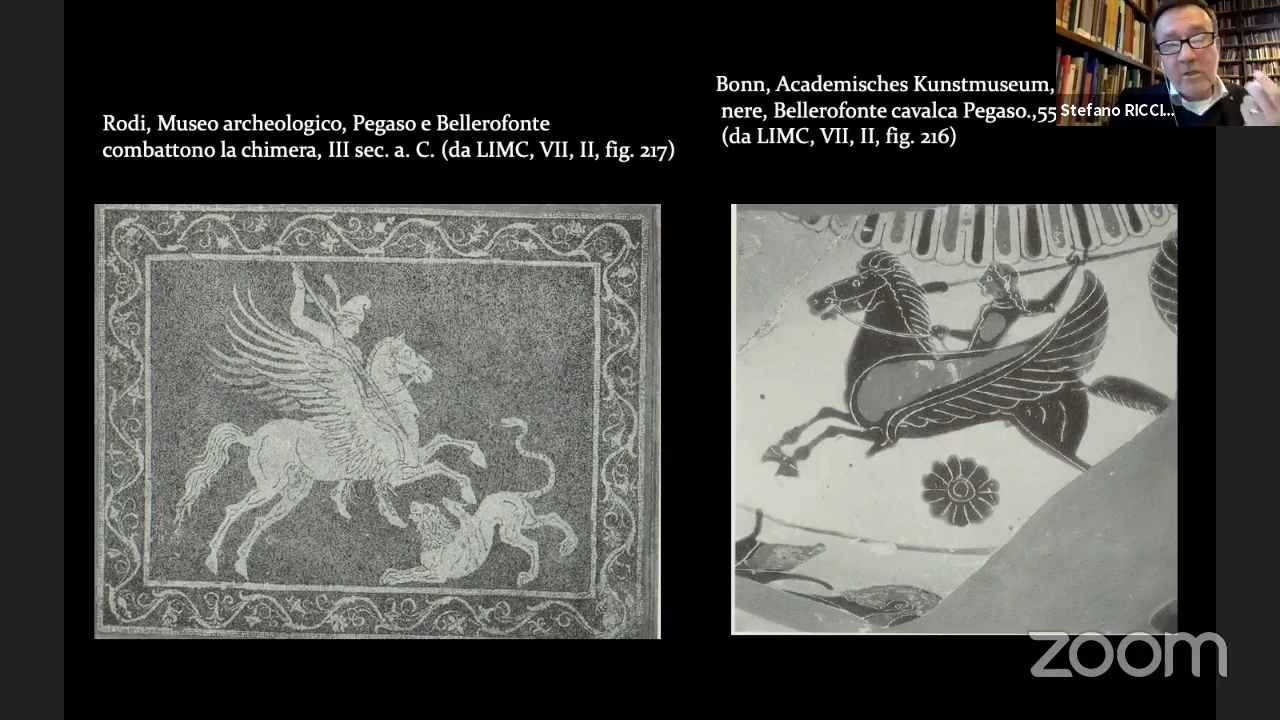 Rodi, Museo archeologico, Pegaso e Bellerofonte
combattono la chimera, III sec. a. C. (da LIMC, VII, II, fig. 217)
Bonn, Academisches Kunstmuseum,
nere, Bellerofonte cavalca Pegaso.,55
(da LIMC, VII, II, fig. 216)
Stefano RICCI...
zoom